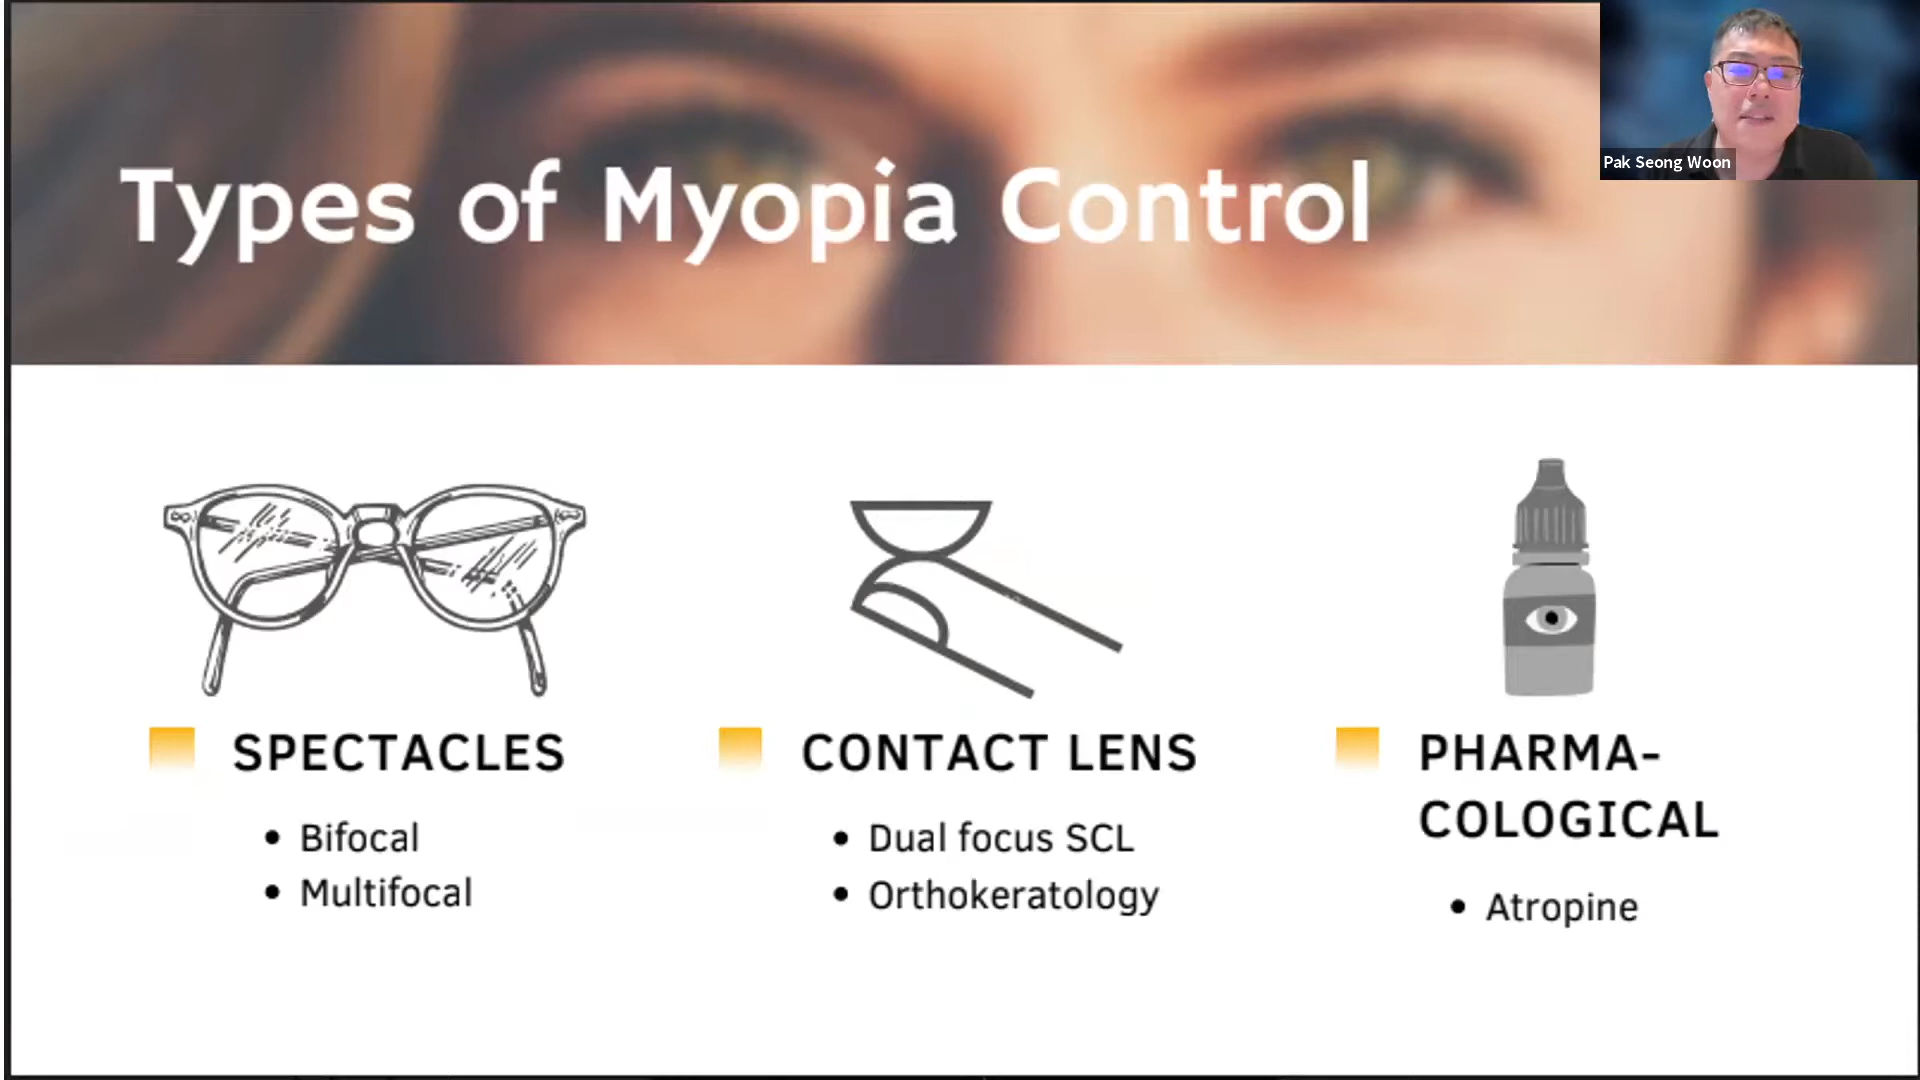 Types of Myopia Control
Pak Seong Woon
SPECTACLES
• Bifocal
• Multifocal
CONTACT LENS
• Dual focus SCL
• Orthokeratology
PHARMA-
COLOGICAL
• Atropine